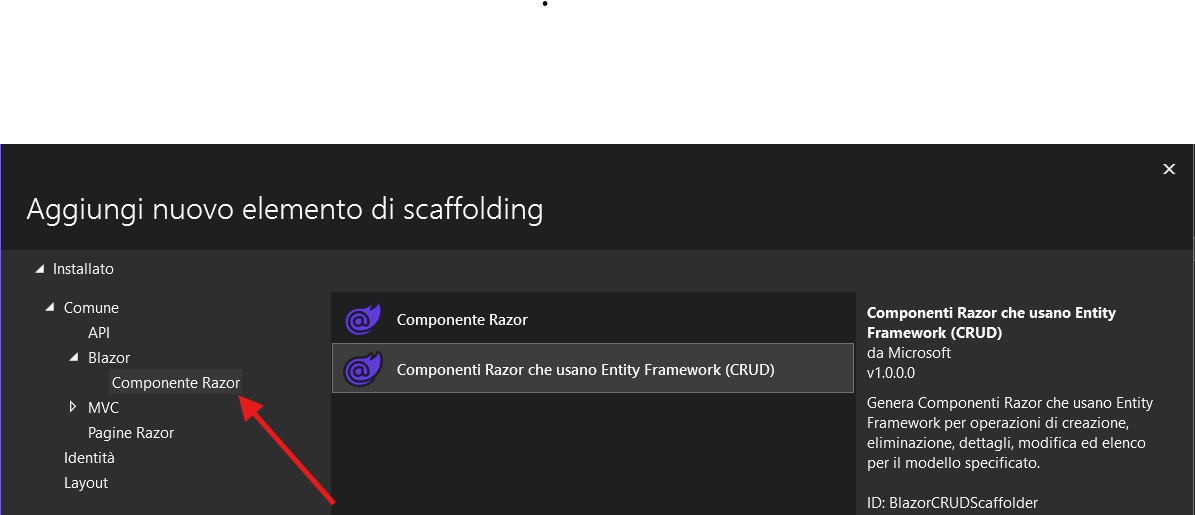 Aggiungi nuovo elemento di scaffolding
Installato
Comune
API
Blazor
Componente Razor
MVC
Pagine Razor
Identità
Layout
Componente Razor
Componenti Razor che usano Entity Framework (CRUD)
Componenti Razor che usano Entity
Framework (CRUD)
da Microsoft
v1.0.0.0
Genera Componenti Razor che usano Entity
Framework per operazioni di creazione,
eliminazione, dettagli, modifica ed elenco
per il modello specificato.
ID: BlazorCRUDScaffolder